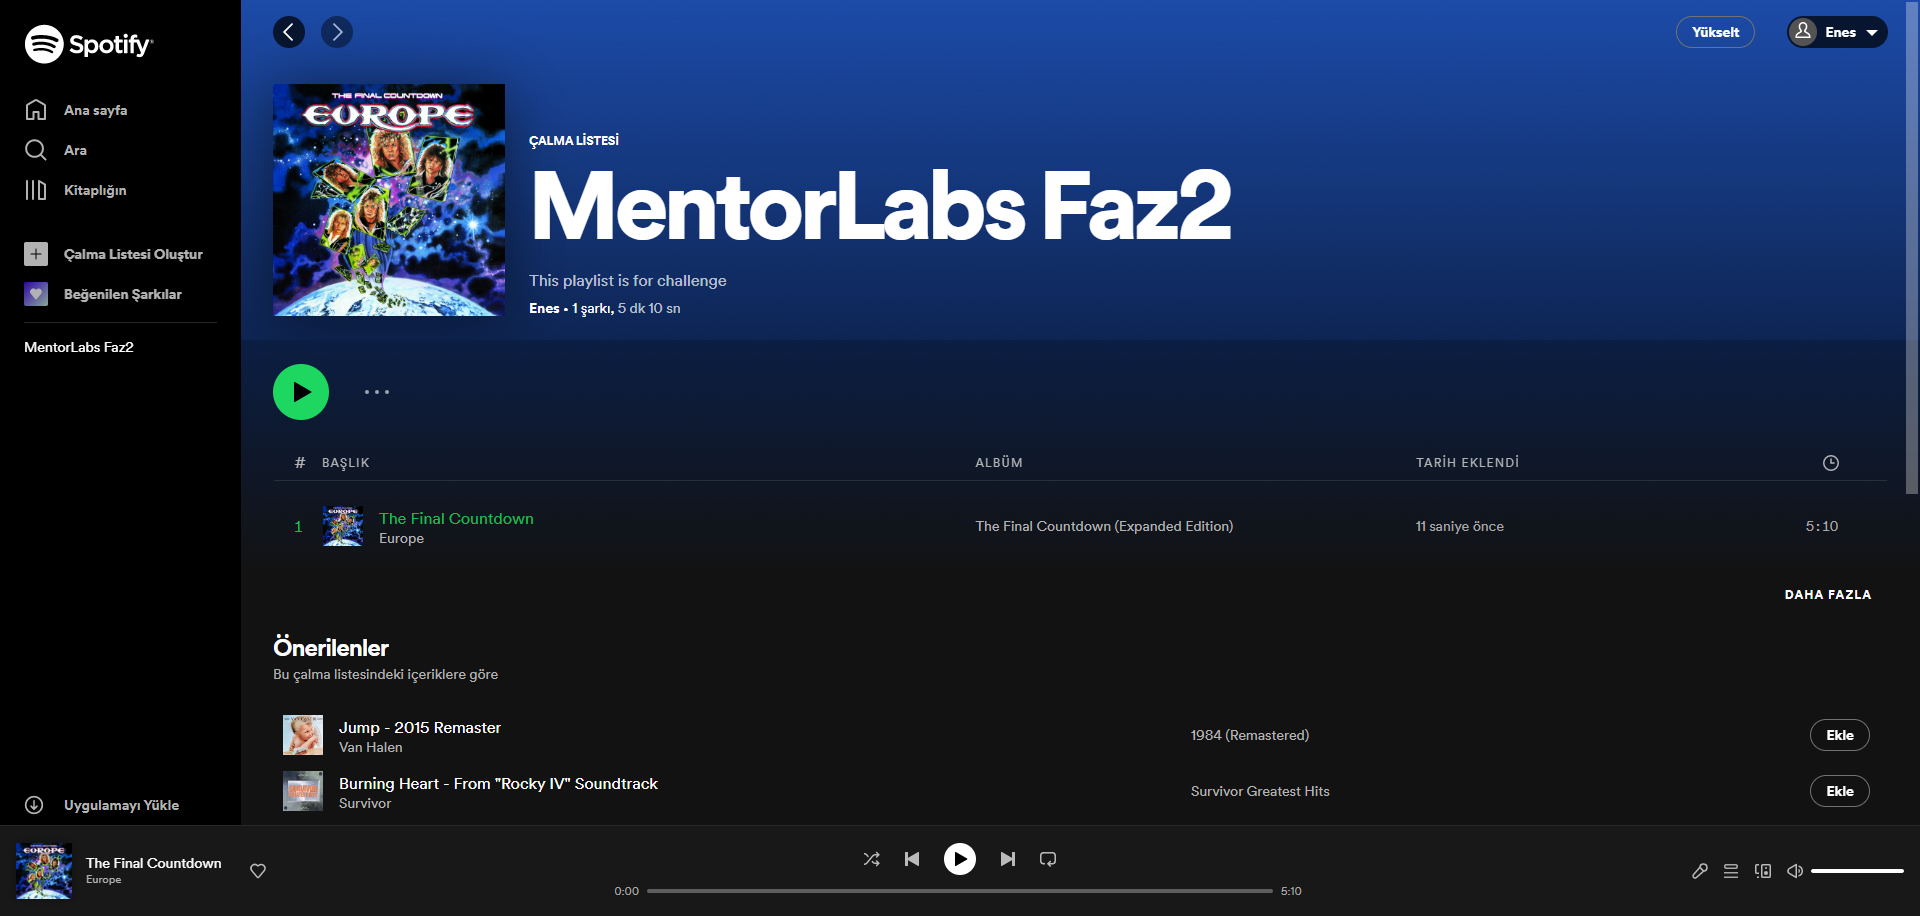 Spotify
Ana sayfa
Ara
Kitaplığın
Çalma Listesi Oluştur
Beğenilen Şarkılar
MentorLabs Faz2
Uygulamayı Yükle
Yükselt
Enes
THE FINAL COUNTDOWN
EUROPE
ÇALMA LİSTESİ
MentorLabs Faz2
This playlist is for challenge
Enes • 1 şarkı, 5 dk 10 sn
# BAŞLIK ALBÜM TARİH EKLENDİ
1 The Final Countdown The Final Countdown (Expanded Edition) 11 saniye önce 5:10
Europe
DAHA FAZLA
Önerilenler
Bu çalma listesindeki içeriklere göre
Jump - 2015 Remaster 1984 (Remastered) Ekle
Van Halen
Burning Heart - From "Rocky IV" Soundtrack Survivor Greatest Hits Ekle
Survivor
EUROPE
The Final Countdown
Europe
0:00 5:10